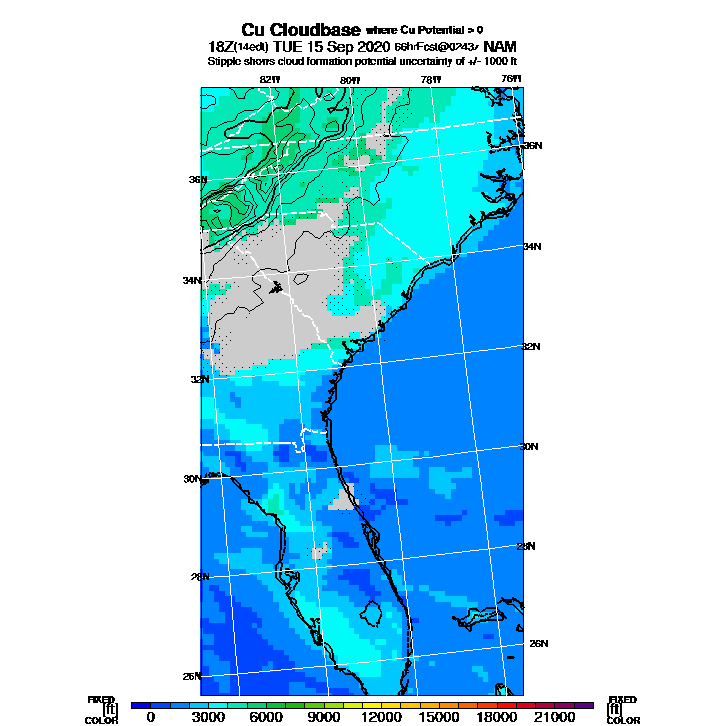 Cu Cloudbase where Cu Potential > 0
18Z(14edt) TUE 15 Sep 2020 66hrFcst@0243z NAM
Stipple shows cloud formation potential uncertainty of +/- 1000 ft
82W 80W 78W 76W
36N
36N
34N
34N
32N
32N
30N
30N
28N
28N
26N
26N
FIXED FIXED
[ft] [ft]
COLOR COLOR
0 3000 6000 9000 12000 15000 18000 21000